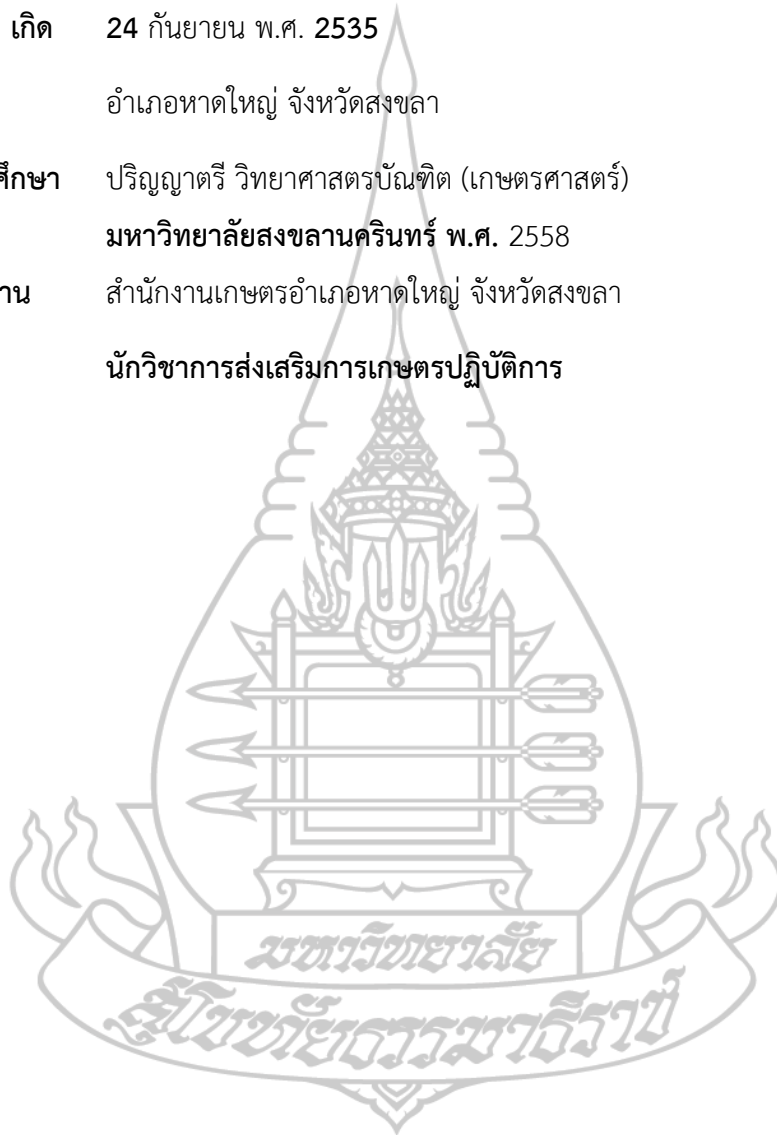 เกิด 24 กันยายน พ.ศ. 2535
อำเภอหาดใหญ่ จังหวัดสงขลา
ศึกษา ปริญญาตรี วิทยาศาสตรบัณฑิต (เกษตรศาสตร์)
มหาวิทยาลัยสงขลานครินทร์ พ.ศ. 2558
าน สำนักงานเกษตรอำเภอหาดใหญ่ จังหวัดสงขลา
นักวิชาการส่งเสริมการเกษตรปฏิบัติการ
มหาวิทยาลัย
สุโขทัยธรรมาธิราช